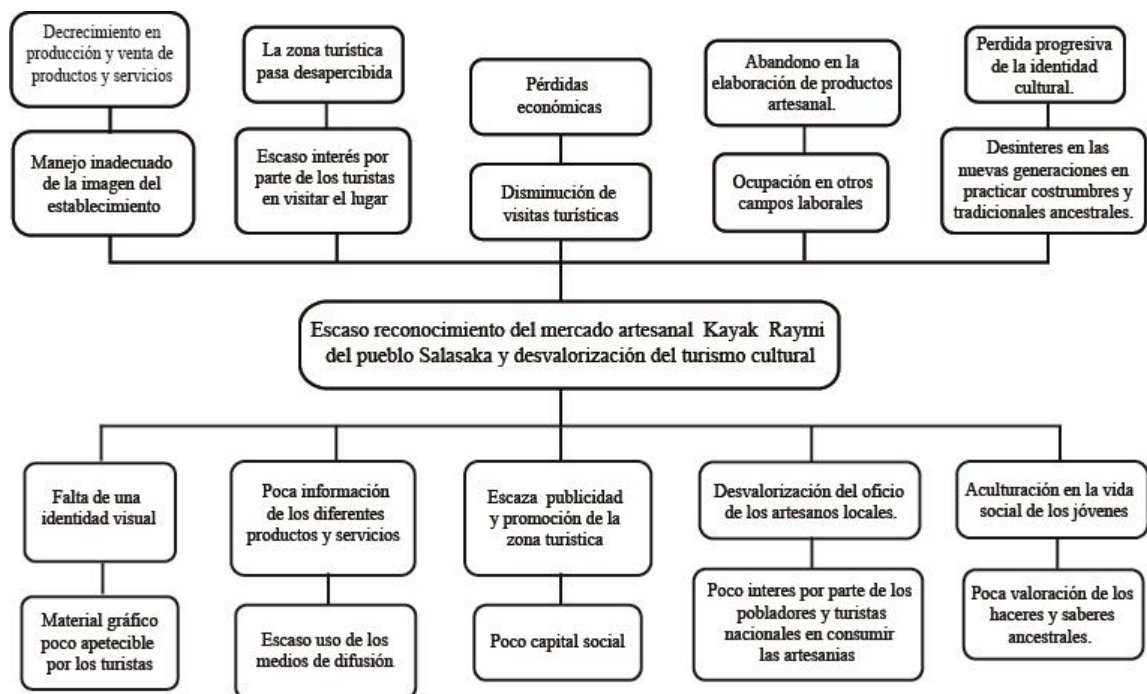 Decrecimiento en
producción y venta de
productos y servicios
La zona turística
pasa desapercibida
Pérdidas
económicas
Abandono en la
elaboración de productos
artesanal.
Perdida progresiva
de la identidad
cultural.
Manejo inadecuado
de la imagen del
establecimiento
Escaso interés por
parte de los turistas
en visitar el lugar
Disminución de
visitas turísticas
Ocupación en otros
campos laborales
Desinteres en las
nuevas generaciones en
practicar costrumbres y
tradicionales ancestrales.
Escaso reconocimiento del mercado artesanal Kayak Raymi
del pueblo Salasaka y desvalorización del turismo cultural
Falta de una
identidad visual
Poca información
de los diferentes
productos y servicios
Escaza publicidad
y promoción de la
zona turistica
Desvalorización del oficio
de los artesanos locales.
Aculturación en la vida
social de los jóvenes
Material gráfico
poco apetecible
por los turistas
Escaso uso de los
medios de difusión
Poco capital social
Poco interes por parte de los
pobladores y turistas
nacionales en consumir
las artesanias
Poca valoración de los
haceres y saberes
ancestrales.